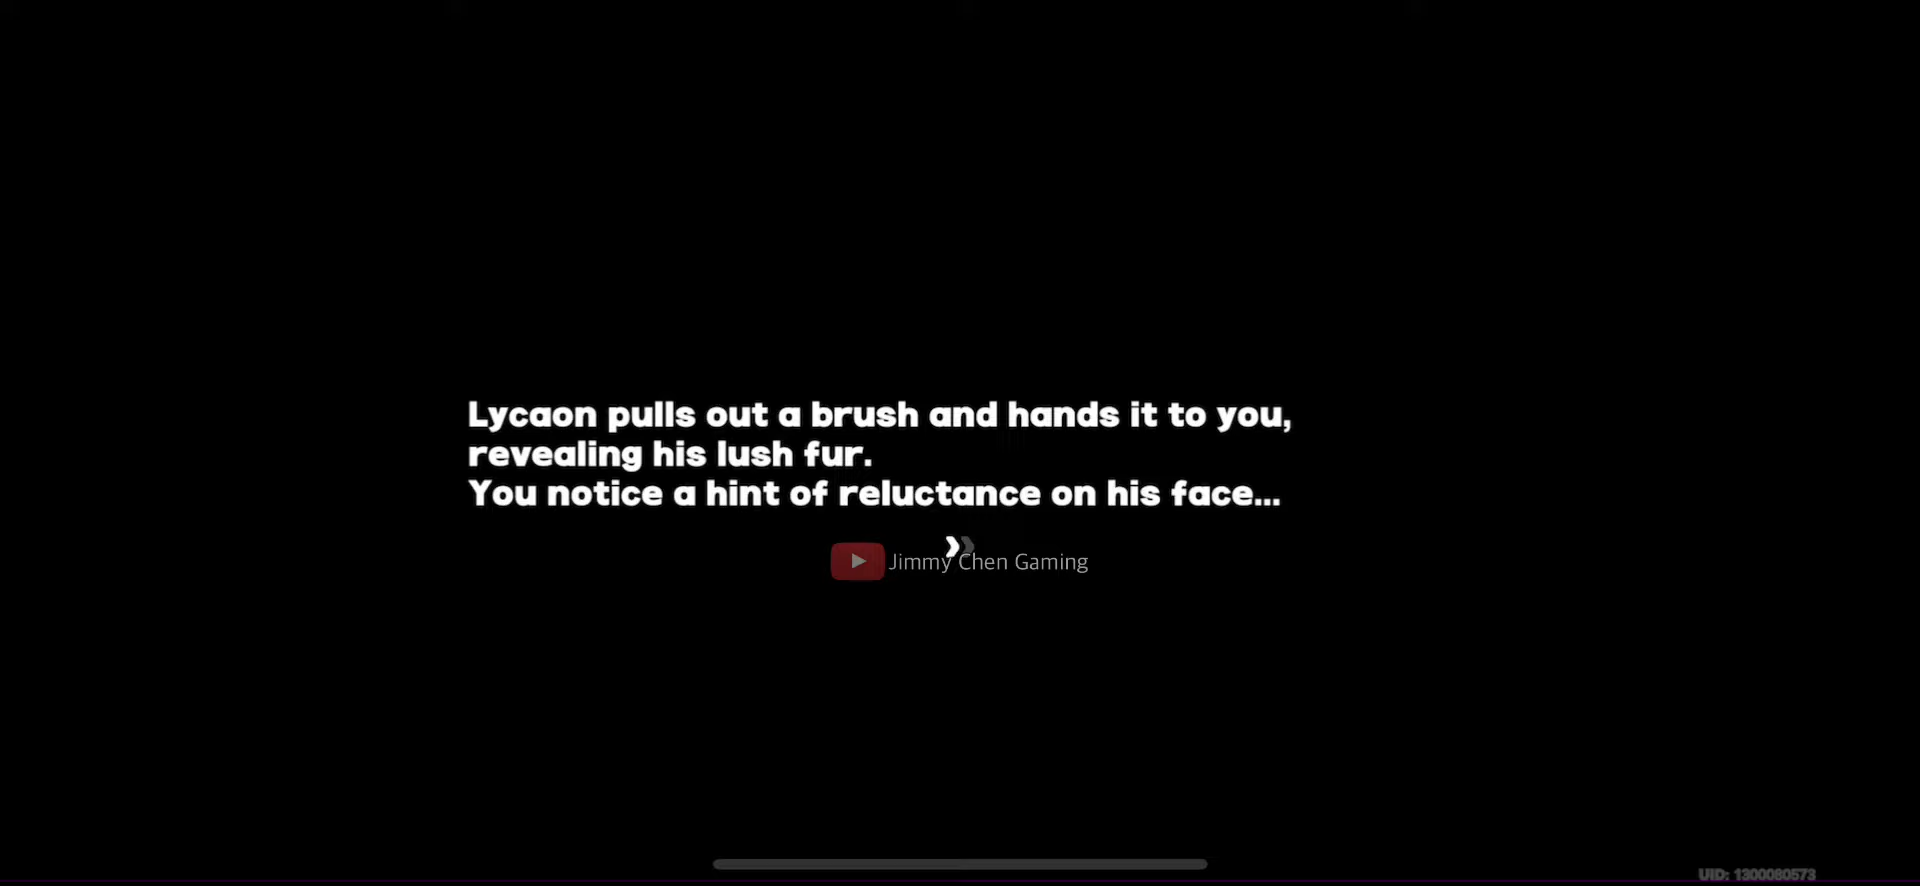 Lycaon pulls out a brush and hands it to you,
revealing his lush fur.
You notice a hint of reluctance on his face...
Jimmy Chen Gaming
UID: 1300080573